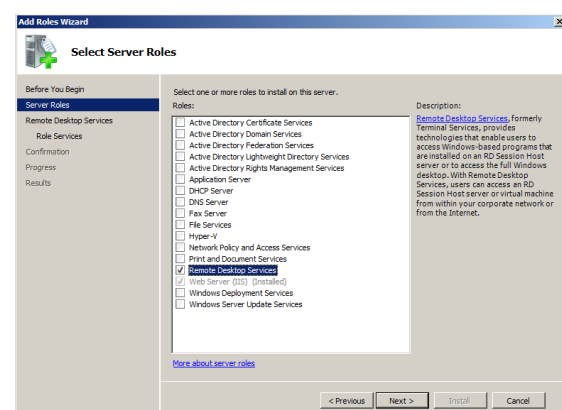 Add Roles Wizard
Select Server Roles
Before You Begin
Server Roles
Remote Desktop Services
Role Services
Confirmation
Progress
Results
Select one or more roles to install on this server.
Roles:
Active Directory Certificate Services
Active Directory Domain Services
Active Directory Federation Services
Active Directory Lightweight Directory Services
Active Directory Rights Management Services
Application Server
DHCP Server
DNS Server
Fax Server
File Services
Hyper-V
Network Policy and Access Services
Print and Document Services
Remote Desktop Services
Web Server (IIS) (Installed)
Windows Deployment Services
Windows Server Update Services
More about server roles
Description:
Remote Desktop Services, formerly
Terminal Services, provides
technologies that enable users to
access Windows-based programs that
are installed on an RD Session Host
server or to access the full Windows
desktop. With Remote Desktop
Services, users can access an RD
Session Host server or virtual machine
from within your corporate network or
from the Internet.
< Previous
Next >
Install
Cancel